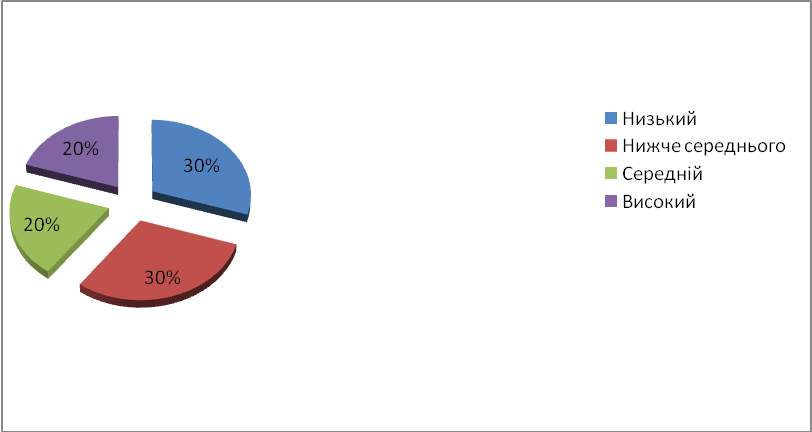 20%
30%
20%
30%
Низький
Нижче середнього
Середній
Високий